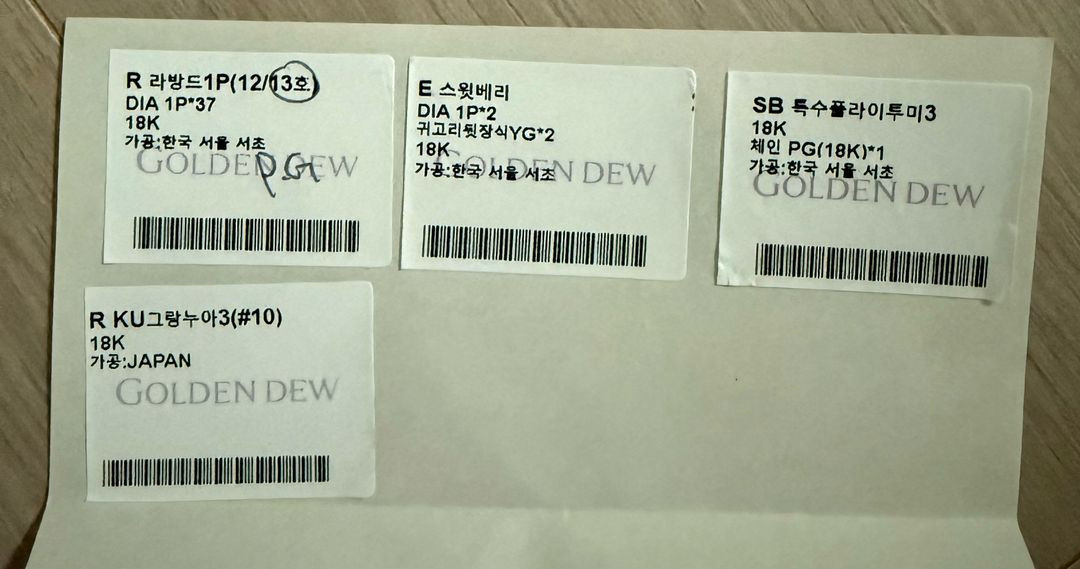 R 라방드1P(12/13호)
DIA 1P*37
18K
가공:한국 서울 서초
GOLDEN DEW
P.G
E 스윗베리
DIA 1P*2
귀고리뒷장식YG*2
18K
가공:한국 서울 서초
GOLDEN DEW
SB 특수플라이투미3
18K
체인 PG(18K)*1
가공:한국 서울 서초
GOLDEN DEW
R KU그랑누아3(#10)
18K
가공:JAPAN
GOLDEN DEW